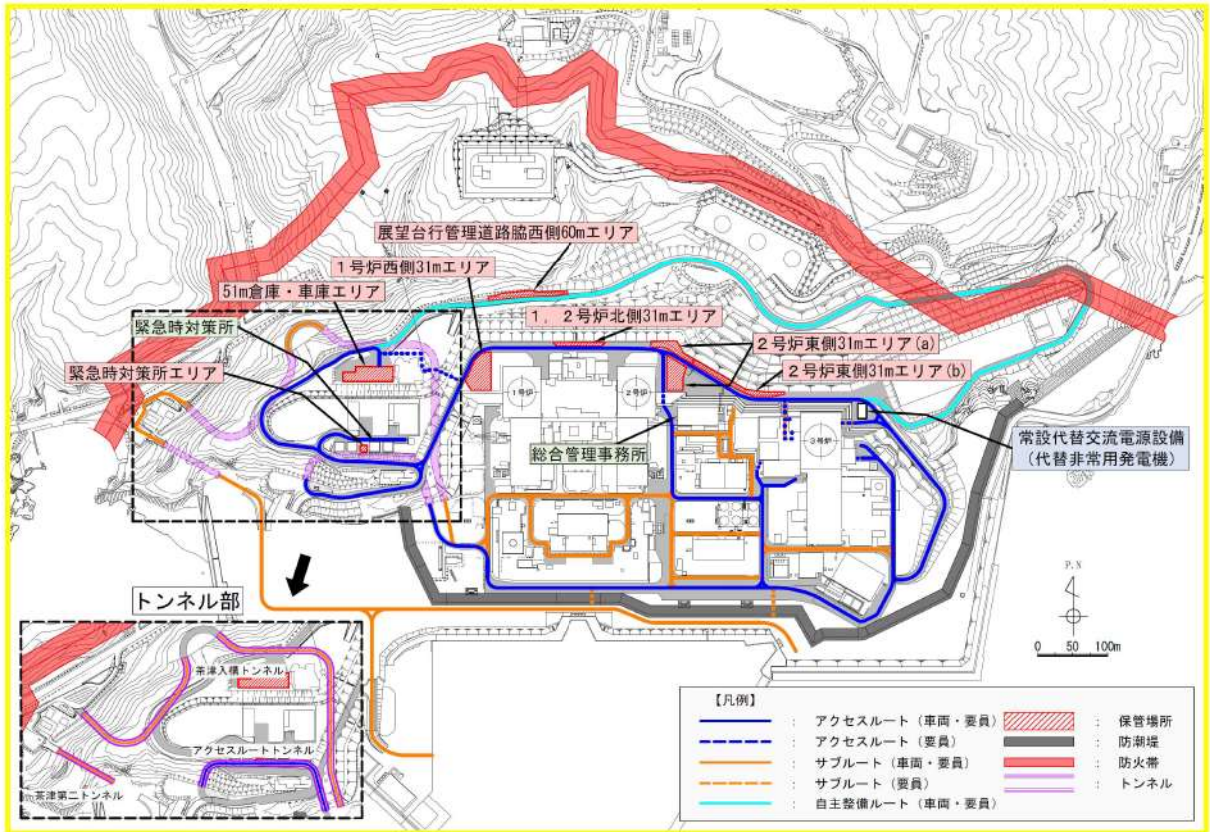 展望台行管理道路脇西側60mエリア
1号炉西側31mエリア
51m倉庫・車庫エリア
緊急時対策所
緊急時対策所エリア
1,2号炉北側31mエリア
2号炉東側31mエリア(a)
2号炉東側31mエリア(b)
1号炉
2号炉
3号炉
総合管理事務所
常設代替交流電源設備
(代替非常用発電機)
トンネル部
茶津入構トンネル
アクセスルートトンネル
茶津第二トンネル
P.N
0 50 100m
【凡例】
: アクセスルート(車両・要員)
: アクセスルート(要員)
: サブルート(車両・要員)
: サブルート(要員)
: 自主整備ルート(車両・要員)
: 保管場所
: 防潮堤
: 防火帯
: トンネル